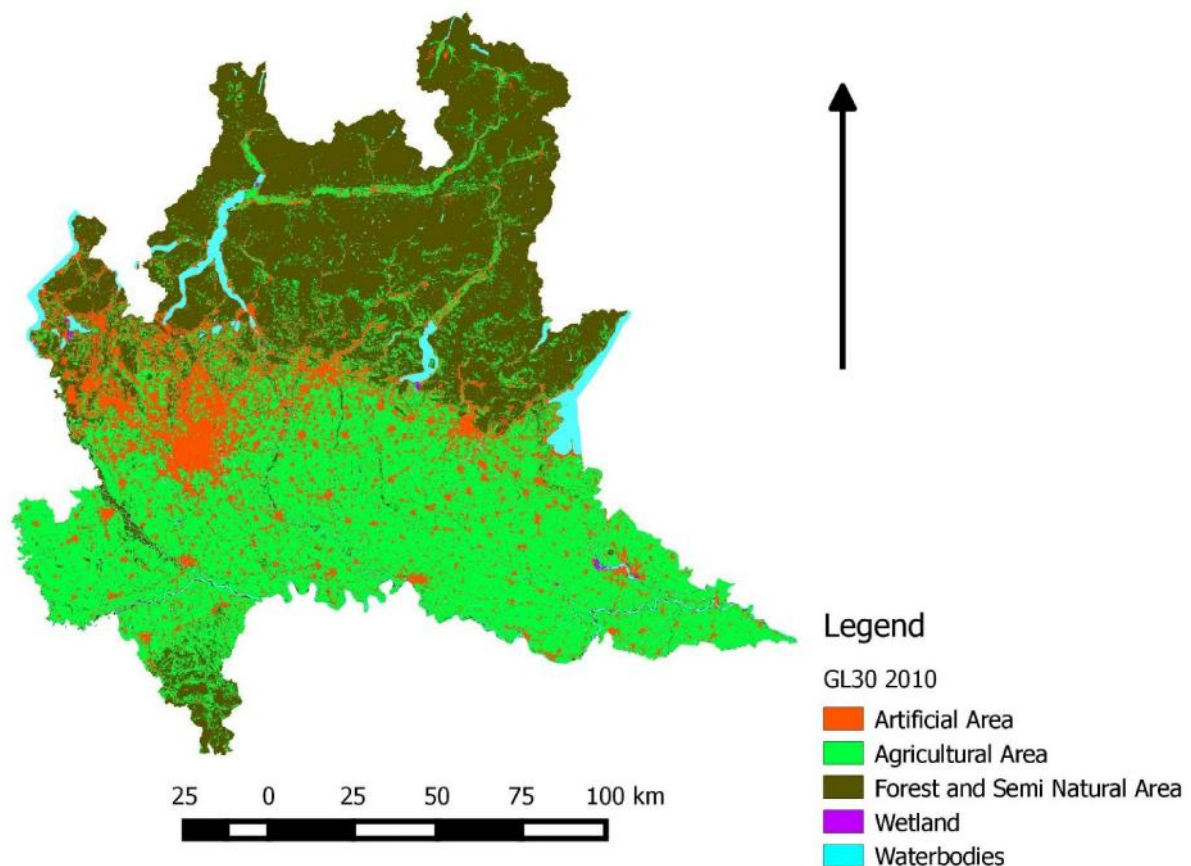 Legend
GL30 2010
Artificial Area
Agricultural Area
Forest and Semi Natural Area
Wetland
Waterbodies
25 0 25 50 75 100 km